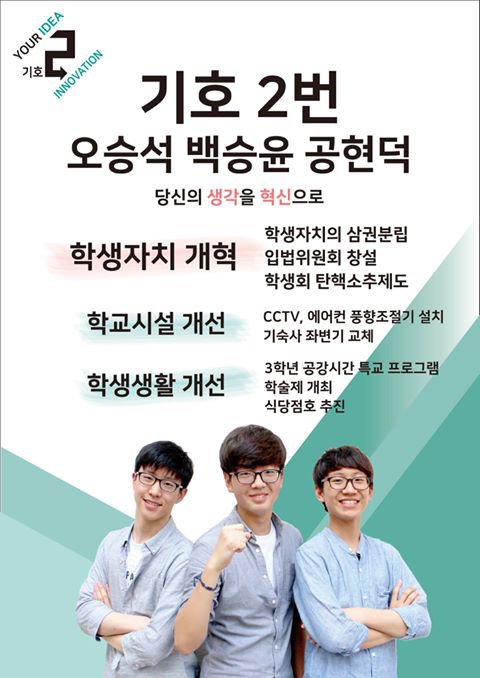 YOUR IDEA
기호 2
INNOVATION
기호 2번
오승석 백승윤 공현덕
당신의 생각을 혁신으로
학생자치 개혁
학생자치의 삼권분립
입법위원회 창설
학생회 탄핵소추제도
학교시설 개선
CCTV, 에어컨 풍향조절기 설치
기숙사 좌변기 교체
학생생활 개선
3학년 공강시간 특교 프로그램
학술제 개최
식당점호 추진